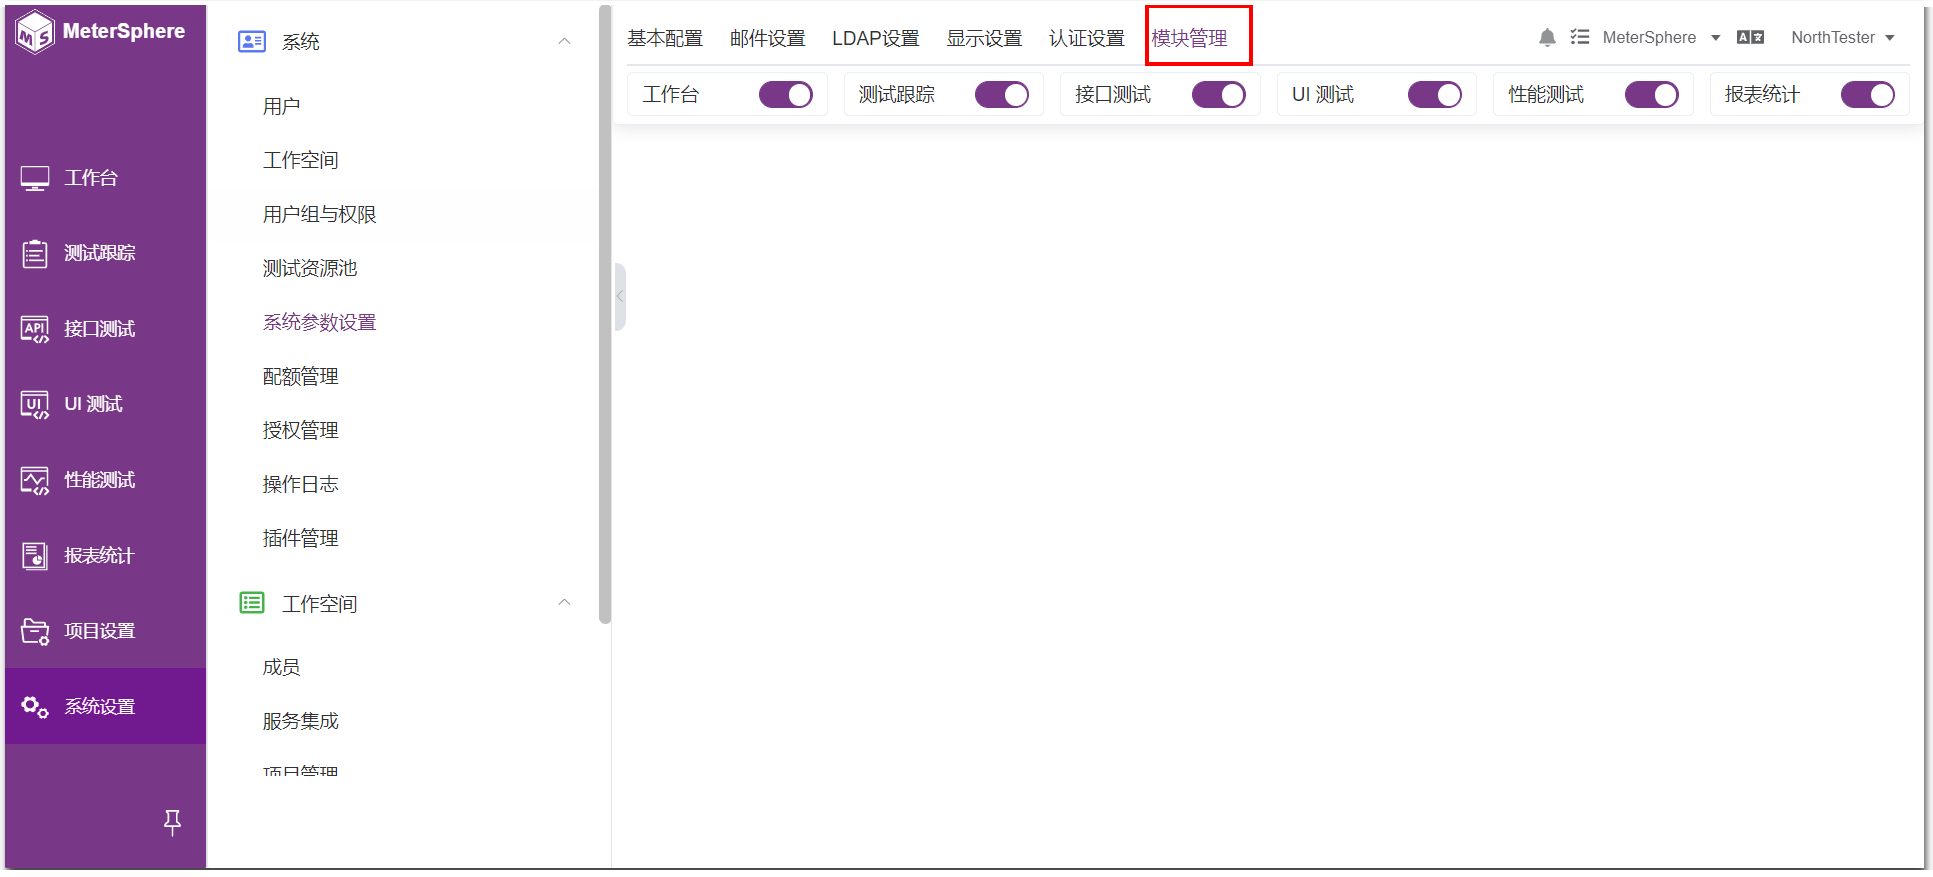 MeterSphere
工作台
测试跟踪
API
接口测试
UI
UI 测试
性能测试
报表统计
项目设置
系统设置
系统
用户
工作空间
用户组与权限
测试资源池
系统参数设置
配额管理
授权管理
操作日志
插件管理
工作空间
成员
服务集成
项目管理
基本配置 邮件设置 LDAP设置 显示设置 认证设置 模块管理
MeterSphere NorthTester
工作台 测试跟踪 接口测试 UI 测试 性能测试 报表统计